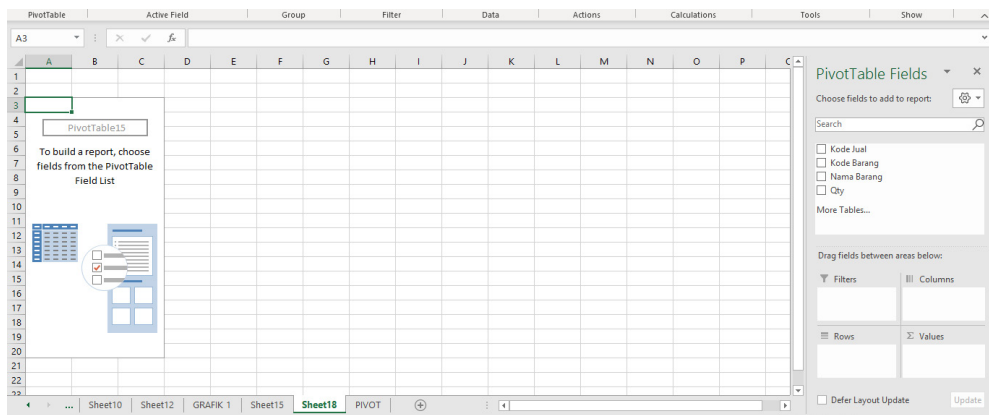 PivotTable Active Field Group Filter Data Actions Calculations Tools Show
A3 fx
A B C D E F G H I J K L M N O P
1
2
3
4
5
6
7
8
9
10
11
12
13
14
15
16
17
18
19
20
21
22
23
PivotTable15
To build a report, choose
fields from the PivotTable
Field List
PivotTable Fields
Choose fields to add to report:
Search
Kode Jual
Kode Barang
Nama Barang
Qty
More Tables...
Drag fields between areas below:
Filters Columns
Rows Σ Values
Defer Layout Update Update
... Sheet10 Sheet12 GRAFIK 1 Sheet15 Sheet18 PIVOT